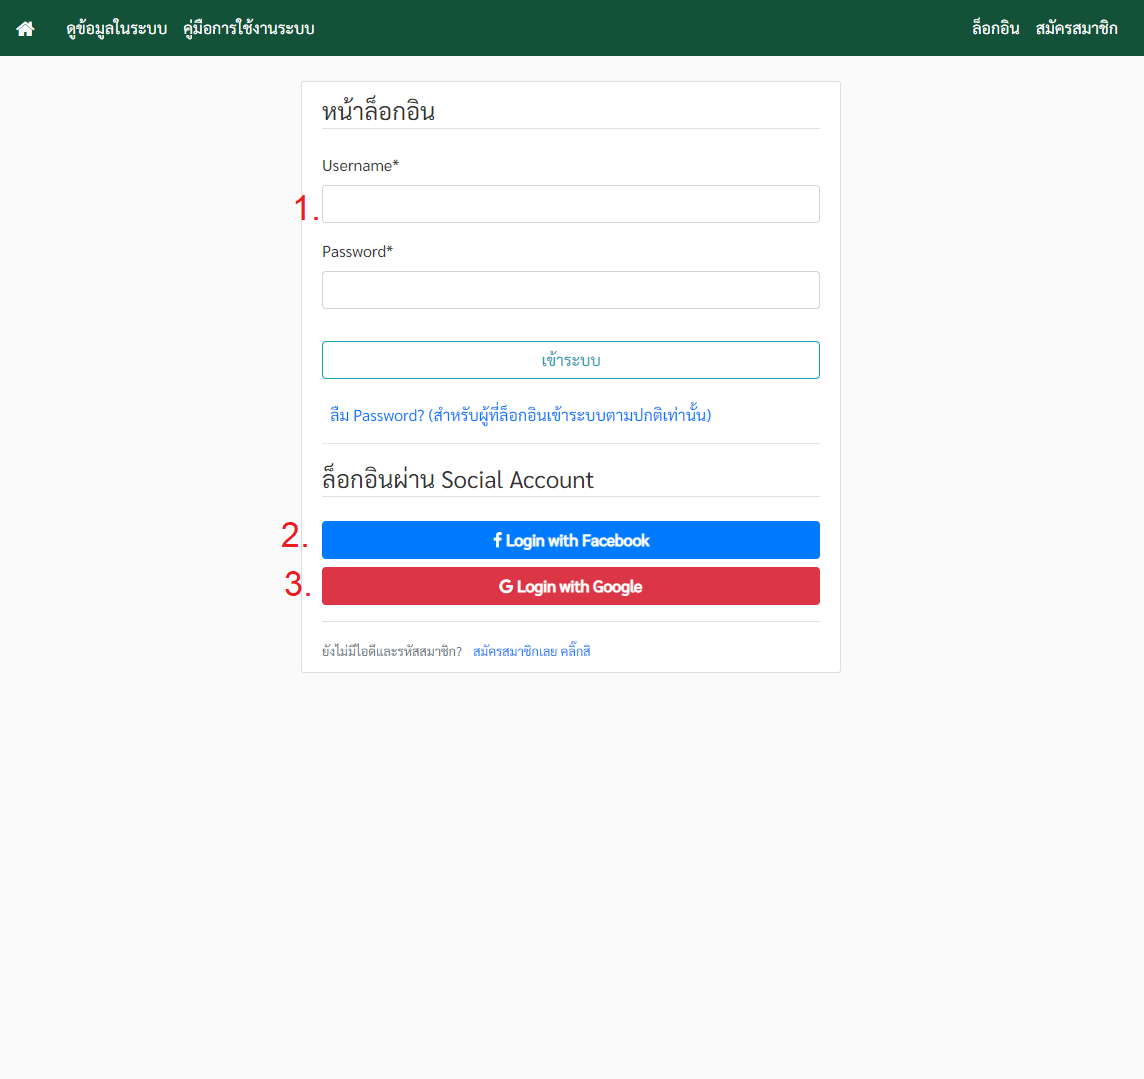 ดูข้อมูลในระบบ คู่มือการใช้งานระบบ ล็อกอิน สมัครสมาชิก
หน้าล็อกอิน
Username*
1.
Password*
เข้าระบบ
ลืม Password? (สำหรับผู้ที่ล็อกอินเข้าระบบตามปกติเท่านั้น)
ล็อกอินผ่าน Social Account
2. Login with Facebook
3. Login with Google
ยังไม่มีไอดีและรหัสสมาชิก? สมัครสมาชิกเลย คลิ๊กสิ